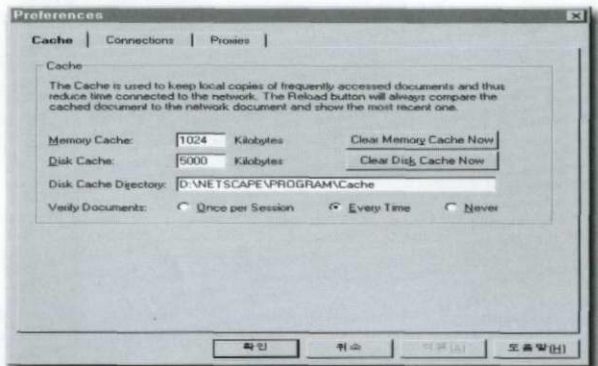 Preferences
Cache
Connections
Proxies
Cache
The Cache is used to keep local copies of frequently accessed documents and thus
reduce time connected to the network. The Reload button will always compare the
cached document to the network document and show the most recent one.
Memory Cache: 1024 Kilobytes Clear Memory Cache Now
Disk Cache: 5000 Kilobytes Clear Disk Cache Now
Disk Cache Directory: D:\NETSCAPE\PROGRAM\Cache
Verify Documents: Once per Session Every Time Never
확인 취소 적용(A) 도움말(H)